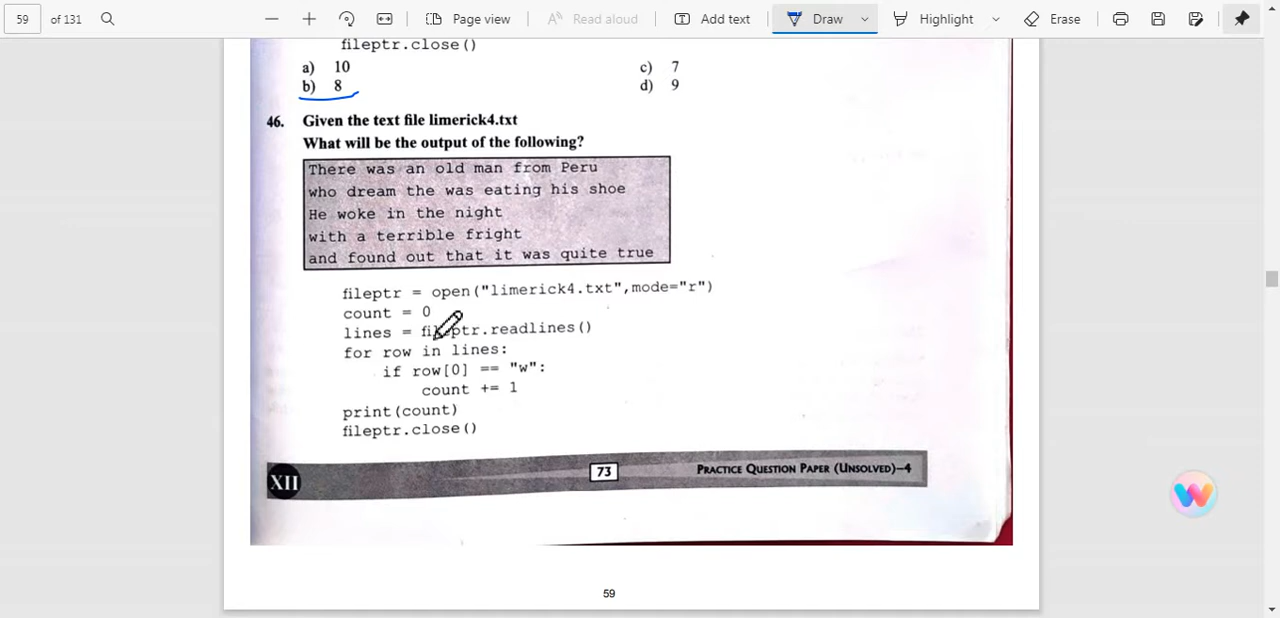 59 of 131 Page view Read aloud Add text Draw Highlight Erase
fileptr.close()
a) 10 c) 7
b) 8 d) 9
46. Given the text file limerick4.txt
What will be the output of the following?
There was an old man from Peru
who dream the was eating his shoe
He woke in the night
with a terrible fright
and found out that it was quite true
fileptr = open("limerick4.txt",mode="r")
count = 0
lines = fileptr.readlines()
for row in lines:
if row[0] == "w":
count += 1
print(count)
fileptr.close()
XII 73 PRACTICE QUESTION PAPER (UNSOLVED)–4
59